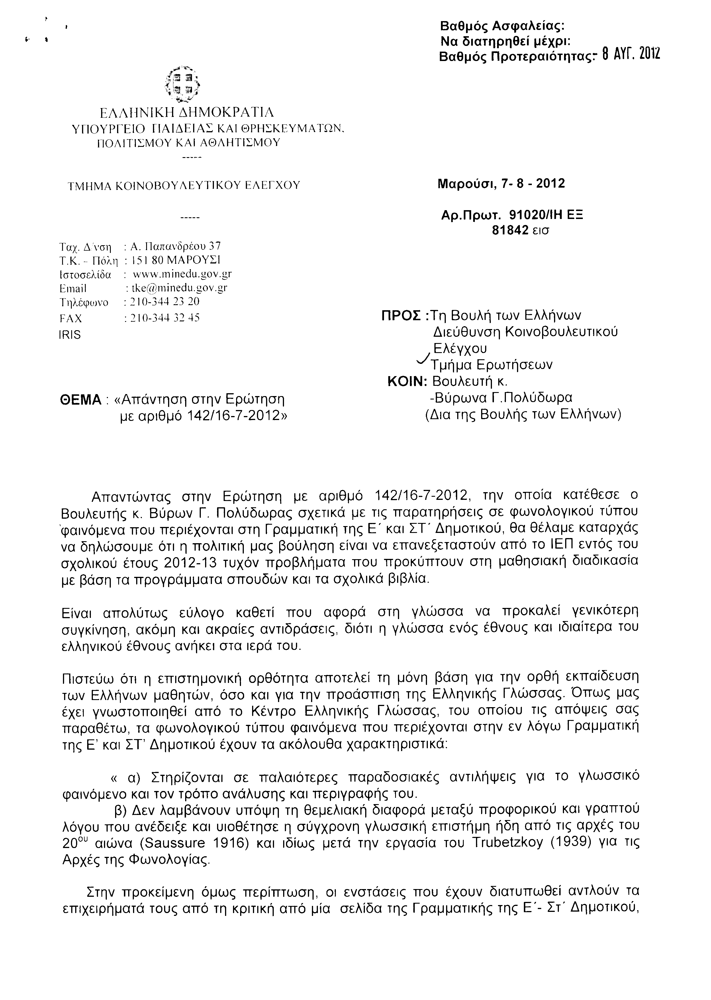 Βαθμός Ασφαλείας:
Να διατηρηθεί μέχρι:
Βαθμός Προτεραιότητας: 8 ΑΥΓ. 2012
ΕΛΛΗΝΙΚΗ ΔΗΜΟΚΡΑΤΙΑ
ΥΠΟΥΡΓΕΙΟ ΠΑΙΔΕΙΑΣ ΚΑΙ ΘΡΗΣΚΕΥΜΑΤΩΝ,
ΠΟΛΙΤΙΣΜΟΥ ΚΑΙ ΑΘΛΗΤΙΣΜΟΥ
-----
ΤΜΗΜΑ ΚΟΙΝΟΒΟΥΛΕΥΤΙΚΟΥ ΕΛΕΓΧΟΥ
Μαρούσι, 7- 8 - 2012
-----
Αρ.Πρωτ. 91020/ΙΗ ΕΞ
81842 εισ
Ταχ. Δ/νση : Α. Παπανδρέου 37
Τ.Κ. - Πόλη : 151 80 ΜΑΡΟΥΣΙ
Ιστοσελίδα : www.minedu.gov.gr
Email : tke@minedu.gov.gr
Τηλέφωνο : 210-344 23 20
FAX : 210-344 32 45
IRIS
ΠΡΟΣ :Τη Βουλή των Ελλήνων
Διεύθυνση Κοινοβουλευτικού
Ελέγχου
Τμήμα Ερωτήσεων
ΚΟΙΝ: Βουλευτή κ.
-Βύρωνα Γ.Πολύδωρα
(Δια της Βουλής των Ελλήνων)
ΘΕΜΑ : «Απάντηση στην Ερώτηση
με αριθμό 142/16-7-2012»
Απαντώντας στην Ερώτηση με αριθμό 142/16-7-2012, την οποία κατέθεσε ο
Βουλευτής κ. Βύρων Γ. Πολύδωρας σχετικά με τις παρατηρήσεις σε φωνολογικού τύπου
φαινόμενα που περιέχονται στη Γραμματική της Ε΄ και ΣΤ΄ Δημοτικού, θα θέλαμε καταρχάς
να δηλώσουμε ότι η πολιτική μας βούληση είναι να επανεξεταστούν από το ΙΕΠ εντός του
σχολικού έτους 2012-13 τυχόν προβλήματα που προκύπτουν στη μαθησιακή διαδικασία
με βάση τα προγράμματα σπουδών και τα σχολικά βιβλία.
Είναι απολύτως εύλογο καθετί που αφορά στη γλώσσα να προκαλεί γενικότερη
συγκίνηση, ακόμη και ακραίες αντιδράσεις, διότι η γλώσσα ενός έθνους και ιδιαίτερα του
ελληνικού έθνους ανήκει στα ιερά του.
Πιστεύω ότι η επιστημονική ορθότητα αποτελεί τη μόνη βάση για την ορθή εκπαίδευση
των Ελλήνων μαθητών, όσο και για την προάσπιση της Ελληνικής Γλώσσας. Όπως μας
έχει γνωστοποιηθεί από το Κέντρο Ελληνικής Γλώσσας, του οποίου τις απόψεις σας
παραθέτω, τα φωνολογικού τύπου φαινόμενα που περιέχονται στην εν λόγω Γραμματική
της Ε’ και ΣΤ’ Δημοτικού έχουν τα ακόλουθα χαρακτηριστικά:
« α) Στηρίζονται σε παλαιότερες παραδοσιακές αντιλήψεις για το γλωσσικό
φαινόμενο και τον τρόπο ανάλυσης και περιγραφής του.
β) Δεν λαμβάνουν υπόψη τη θεμελιακή διαφορά μεταξύ προφορικού και γραπτού
λόγου που ανέδειξε και υιοθέτησε η σύγχρονη γλωσσική επιστήμη ήδη από τις αρχές του
20ου αιώνα (Saussure 1916) και ιδίως μετά την εργασία του Trubetzkoy (1939) για τις
Αρχές της Φωνολογίας.
Στην προκείμενη όμως περίπτωση, οι ενστάσεις που έχουν διατυπωθεί αντλούν τα
επιχειρήματά τους από τη κριτική από μία σελίδα της Γραμματικής της Ε΄- Στ΄ Δημοτικού,